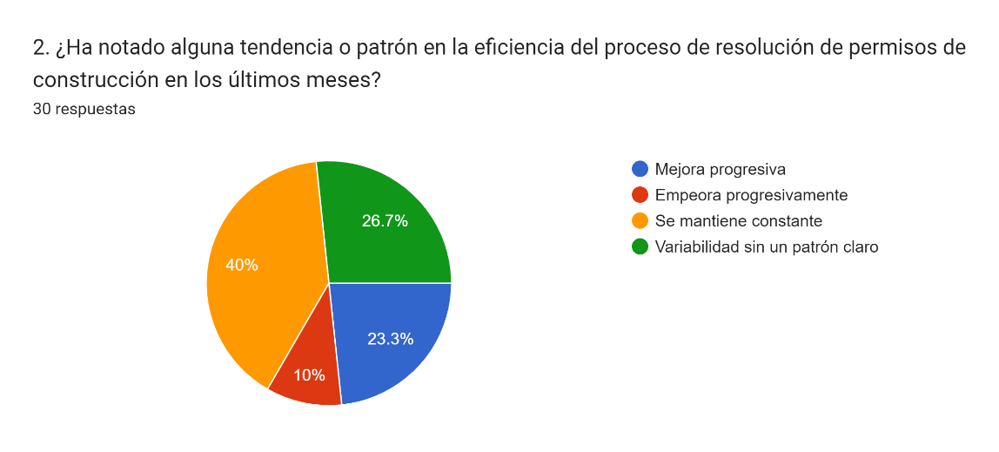 2. ¿Ha notado alguna tendencia o patrón en la eficiencia del proceso de resolución de permisos de
construcción en los últimos meses?
30 respuestas
Mejora progresiva
Empeora progresivamente
Se mantiene constante
Variabilidad sin un patrón claro
26.7%
40%
23.3%
10%